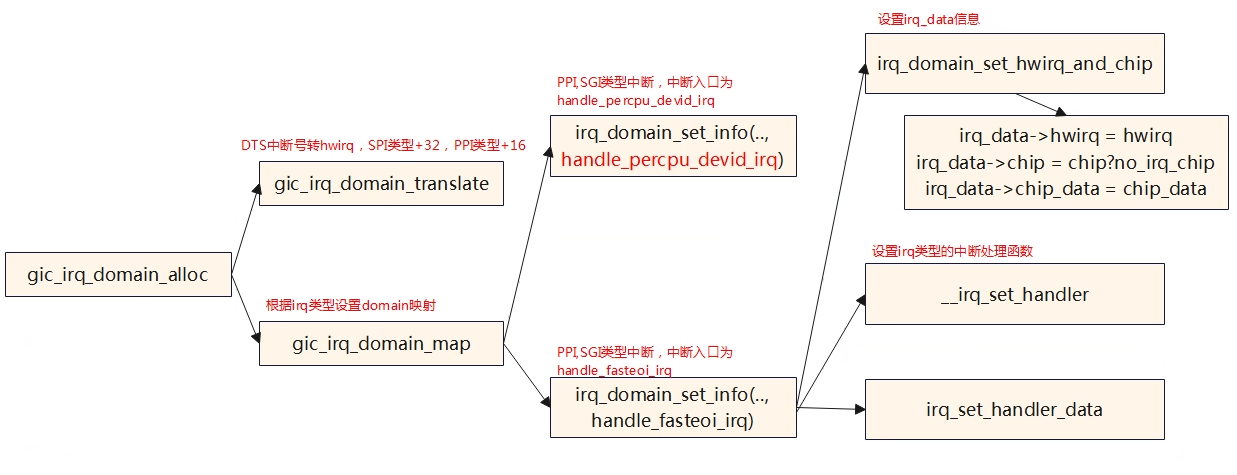 设置irq_data信息
irq_domain_set_hwirq_and_chip
PPI,SGI类型中断，中断入口为
handle_percpu_devid_irq
irq_domain_set_info(..,
handle_percpu_devid_irq)
irq_data->hwirq = hwirq
irq_data->chip = chip?no_irq_chip
irq_data->chip_data = chip_data
DTS中断号转hwirq，SPI类型+32，PPI类型+16
gic_irq_domain_translate
gic_irq_domain_alloc
设置irq类型的中断处理函数
__irq_set_handler
根据irq类型设置domain映射
gic_irq_domain_map
PPI,SGI类型中断，中断入口为
handle_fasteoi_irq
irq_domain_set_info(..,
handle_fasteoi_irq)
irq_set_handler_data